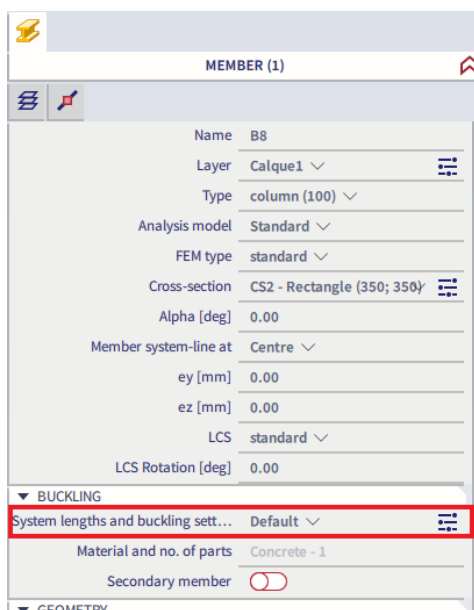 MEMBER (1)
Name B8
Layer Calque1
Type column (100)
Analysis model Standard
FEM type standard
Cross-section CS2 - Rectangle (350; 350)
Alpha [deg] 0.00
Member system-line at Centre
ey [mm] 0.00
ez [mm] 0.00
LCS standard
LCS Rotation [deg] 0.00
BUCKLING
System lengths and buckling sett... Default
Material and no. of parts Concrete - 1
Secondary member
GEOMETRY